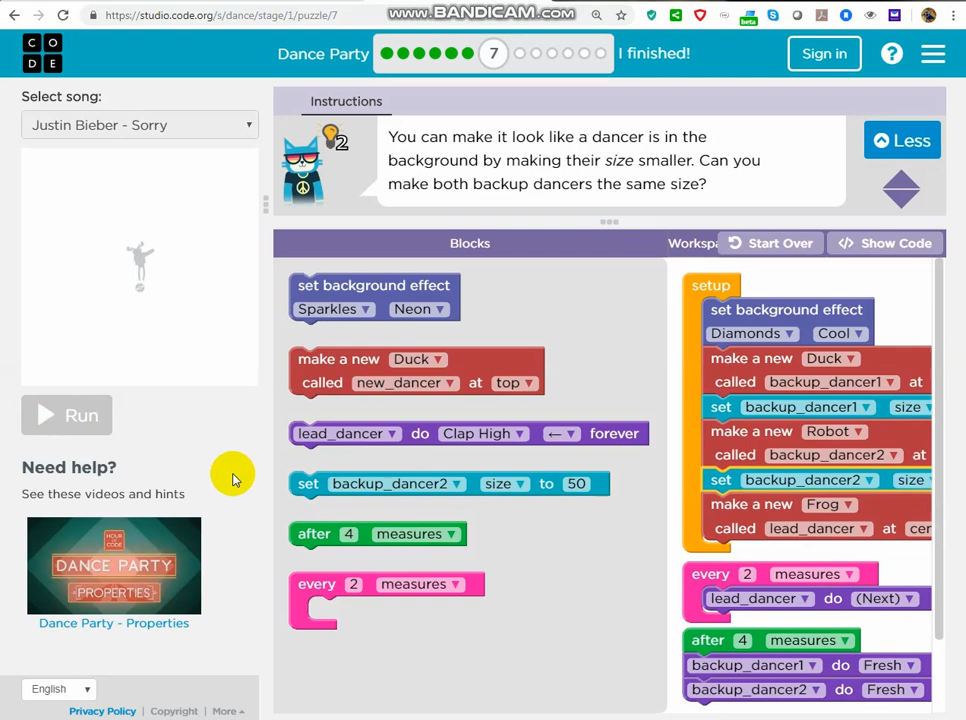 https://studio.code.org/s/dance/stage/1/puzzle/7
www.BANDICAM.com
beta
C O
D E
Dance Party
7
I finished!
Sign in
?
Select song:
Justin Bieber - Sorry
Run
Need help?
See these videos and hints
HOUR OF CODE
DANCE PARTY
-PROPERTIES-
Dance Party - Properties
English
Privacy Policy | Copyright | More
Instructions
2
You can make it look like a dancer is in the
background by making their size smaller. Can you
make both backup dancers the same size?
Less
Blocks
Workspa
Start Over
</> Show Code
set background effect
Sparkles Neon
make a new Duck
called new_dancer at top
lead_dancer do Clap High ← forever
set backup_dancer2 size to 50
after 4 measures
every 2 measures
setup
set background effect
Diamonds Cool
make a new Duck
called backup_dancer1 at
set backup_dancer1 size
make a new Robot
called backup_dancer2 at
set backup_dancer2 size
make a new Frog
called lead_dancer at cer
every 2 measures
lead_dancer do (Next)
after 4 measures
backup_dancer1 do Fresh
backup_dancer2 do Fresh